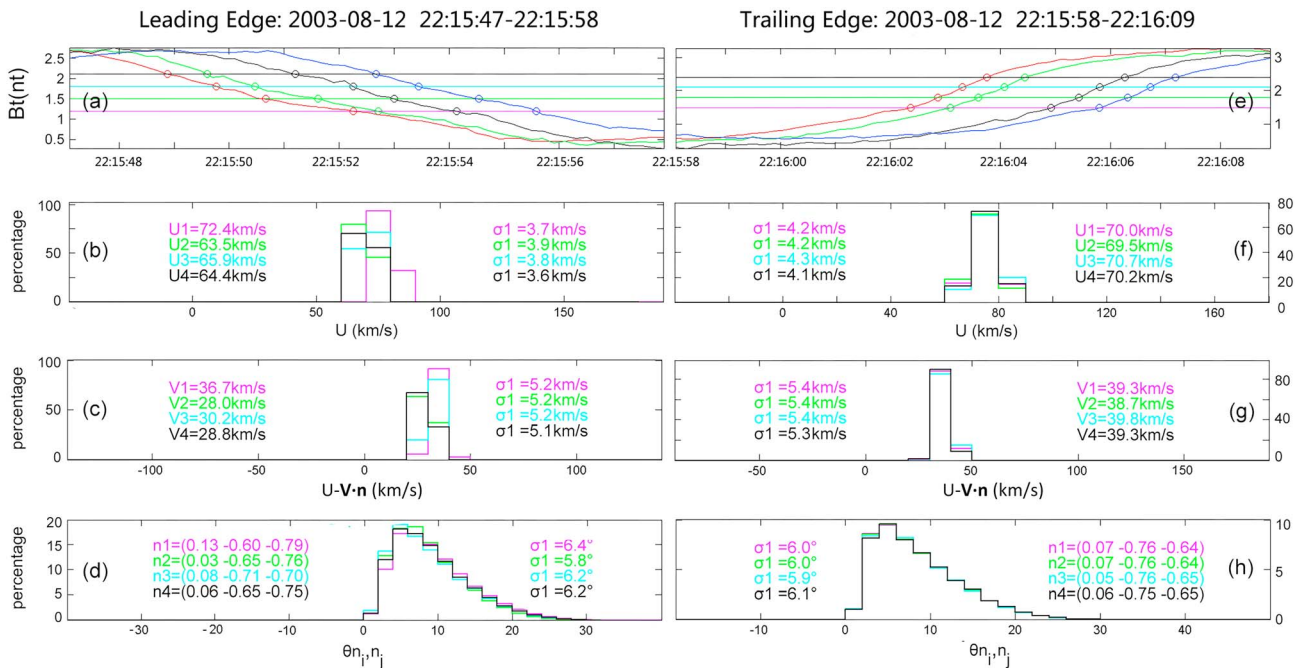 Leading Edge: 2003-08-12 22:15:47-22:15:58
Trailing Edge: 2003-08-12 22:15:58-22:16:09
Bt(nt)
2.5
2
1.5
1
0.5
(a)
22:15:48 22:15:50 22:15:52 22:15:54 22:15:56
3
2
1
(e)
22:15:58 22:16:00 22:16:02 22:16:04 22:16:06 22:16:08
percentage
100
50
0
(b)
U1=72.4km/s σ1 =3.7km/s
U2=63.5km/s σ1 =3.9km/s
U3=65.9km/s σ1 =3.8km/s
U4=64.4km/s σ1 =3.6km/s
0 50 100 150
U (km/s)
σ1 =4.2km/s U1=70.0km/s
σ1 =4.2km/s U2=69.5km/s
σ1 =4.3km/s U3=70.7km/s
σ1 =4.1km/s U4=70.2km/s
80
60
40
20
0
(f)
0 40 80 120 160
U (km/s)
percentage
100
50
0
(c)
V1=36.7km/s σ1 =5.2km/s
V2=28.0km/s σ1 =5.2km/s
V3=30.2km/s σ1 =5.2km/s
V4=28.8km/s σ1 =5.1km/s
-100 -50 0 50 100
U-V·n (km/s)
σ1 =5.4km/s V1=39.3km/s
σ1 =5.4km/s V2=38.7km/s
σ1 =5.4km/s V3=39.8km/s
σ1 =5.3km/s V4=39.3km/s
80
40
0
(g)
-50 0 50 100 150
U-V·n (km/s)
percentage
20
15
10
5
0
(d)
n1=(0.13 -0.60 -0.79) σ1 =6.4°
n2=(0.03 -0.65 -0.76) σ1 =5.8°
n3=(0.08 -0.71 -0.70) σ1 =6.2°
n4=(0.06 -0.65 -0.75) σ1 =6.2°
-30 -20 -10 0 10 20 30
θni,nj
σ1 =6.0° n1=(0.07 -0.76 -0.64)
σ1 =6.0° n2=(0.07 -0.76 -0.64)
σ1 =5.9° n3=(0.05 -0.76 -0.65)
σ1 =6.1° n4=(0.06 -0.75 -0.65)
10
5
0
(h)
-10 0 10 20 30 40
θni,nj